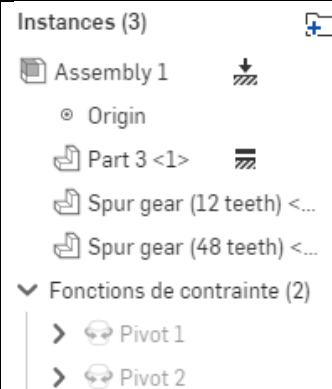 Instances (3)
Assembly 1
Origin
Part 3 <1>
Spur gear (12 teeth) <...
Spur gear (48 teeth) <...
Fonctions de contrainte (2)
Pivot 1
Pivot 2